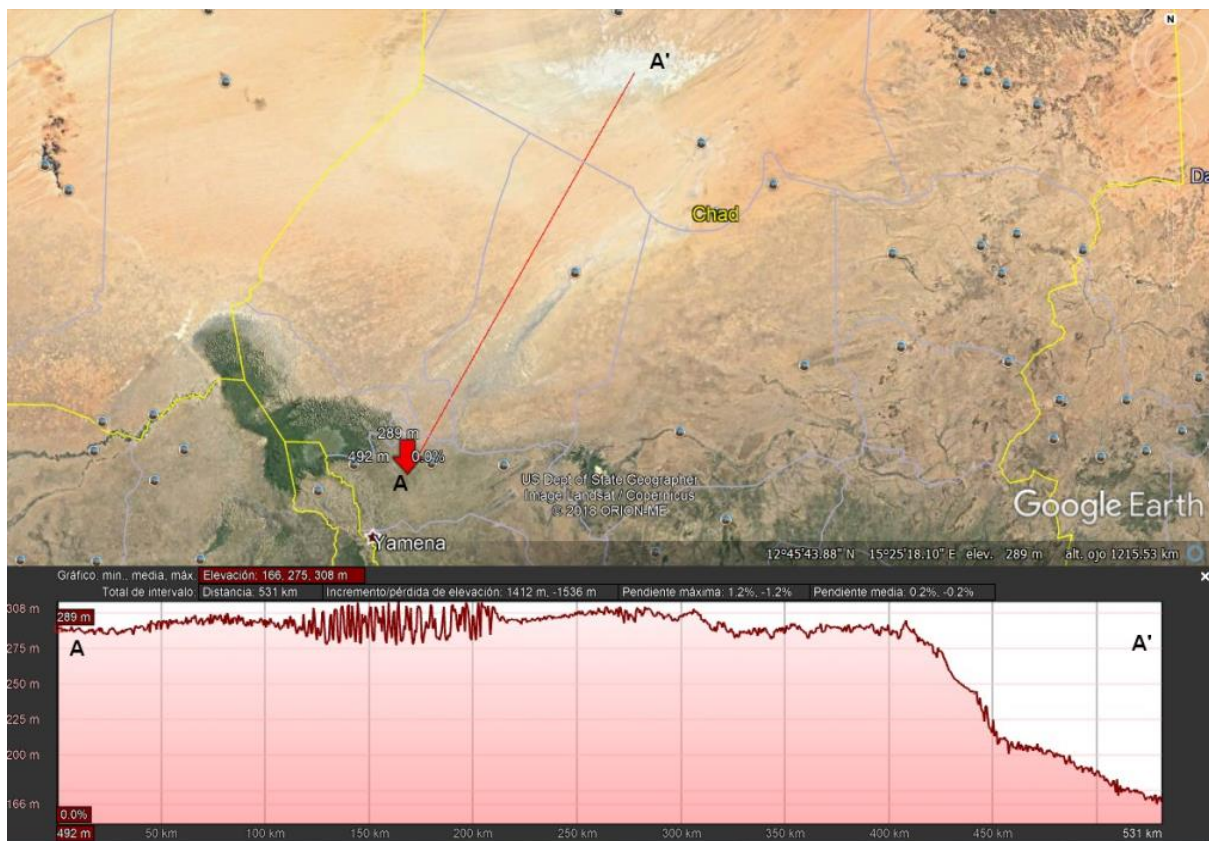 N
A'
Chad
Da
289 m
492 m 0.0%
A
US Dept of State Geographer
Image Landsat / Copernicus
© 2018 ORION-ME
Google Earth
Yamena
12°45'43.88" N 15°25'18.10" E elev. 289 m alt. ojo 1215.53 km
Gráfico: min., media, máx. Elevación: 166, 275, 308 m
Total de intervalo: Distancia: 531 km Incremento/pérdida de elevación: 1412 m, -1536 m Pendiente máxima: 1.2%, -1.2% Pendiente media: 0.2%, -0.2%
308 m
289 m
A A'
275 m
250 m
225 m
200 m
166 m
0.0%
492 m 50 km 100 km 150 km 200 km 250 km 300 km 350 km 400 km 450 km 531 km